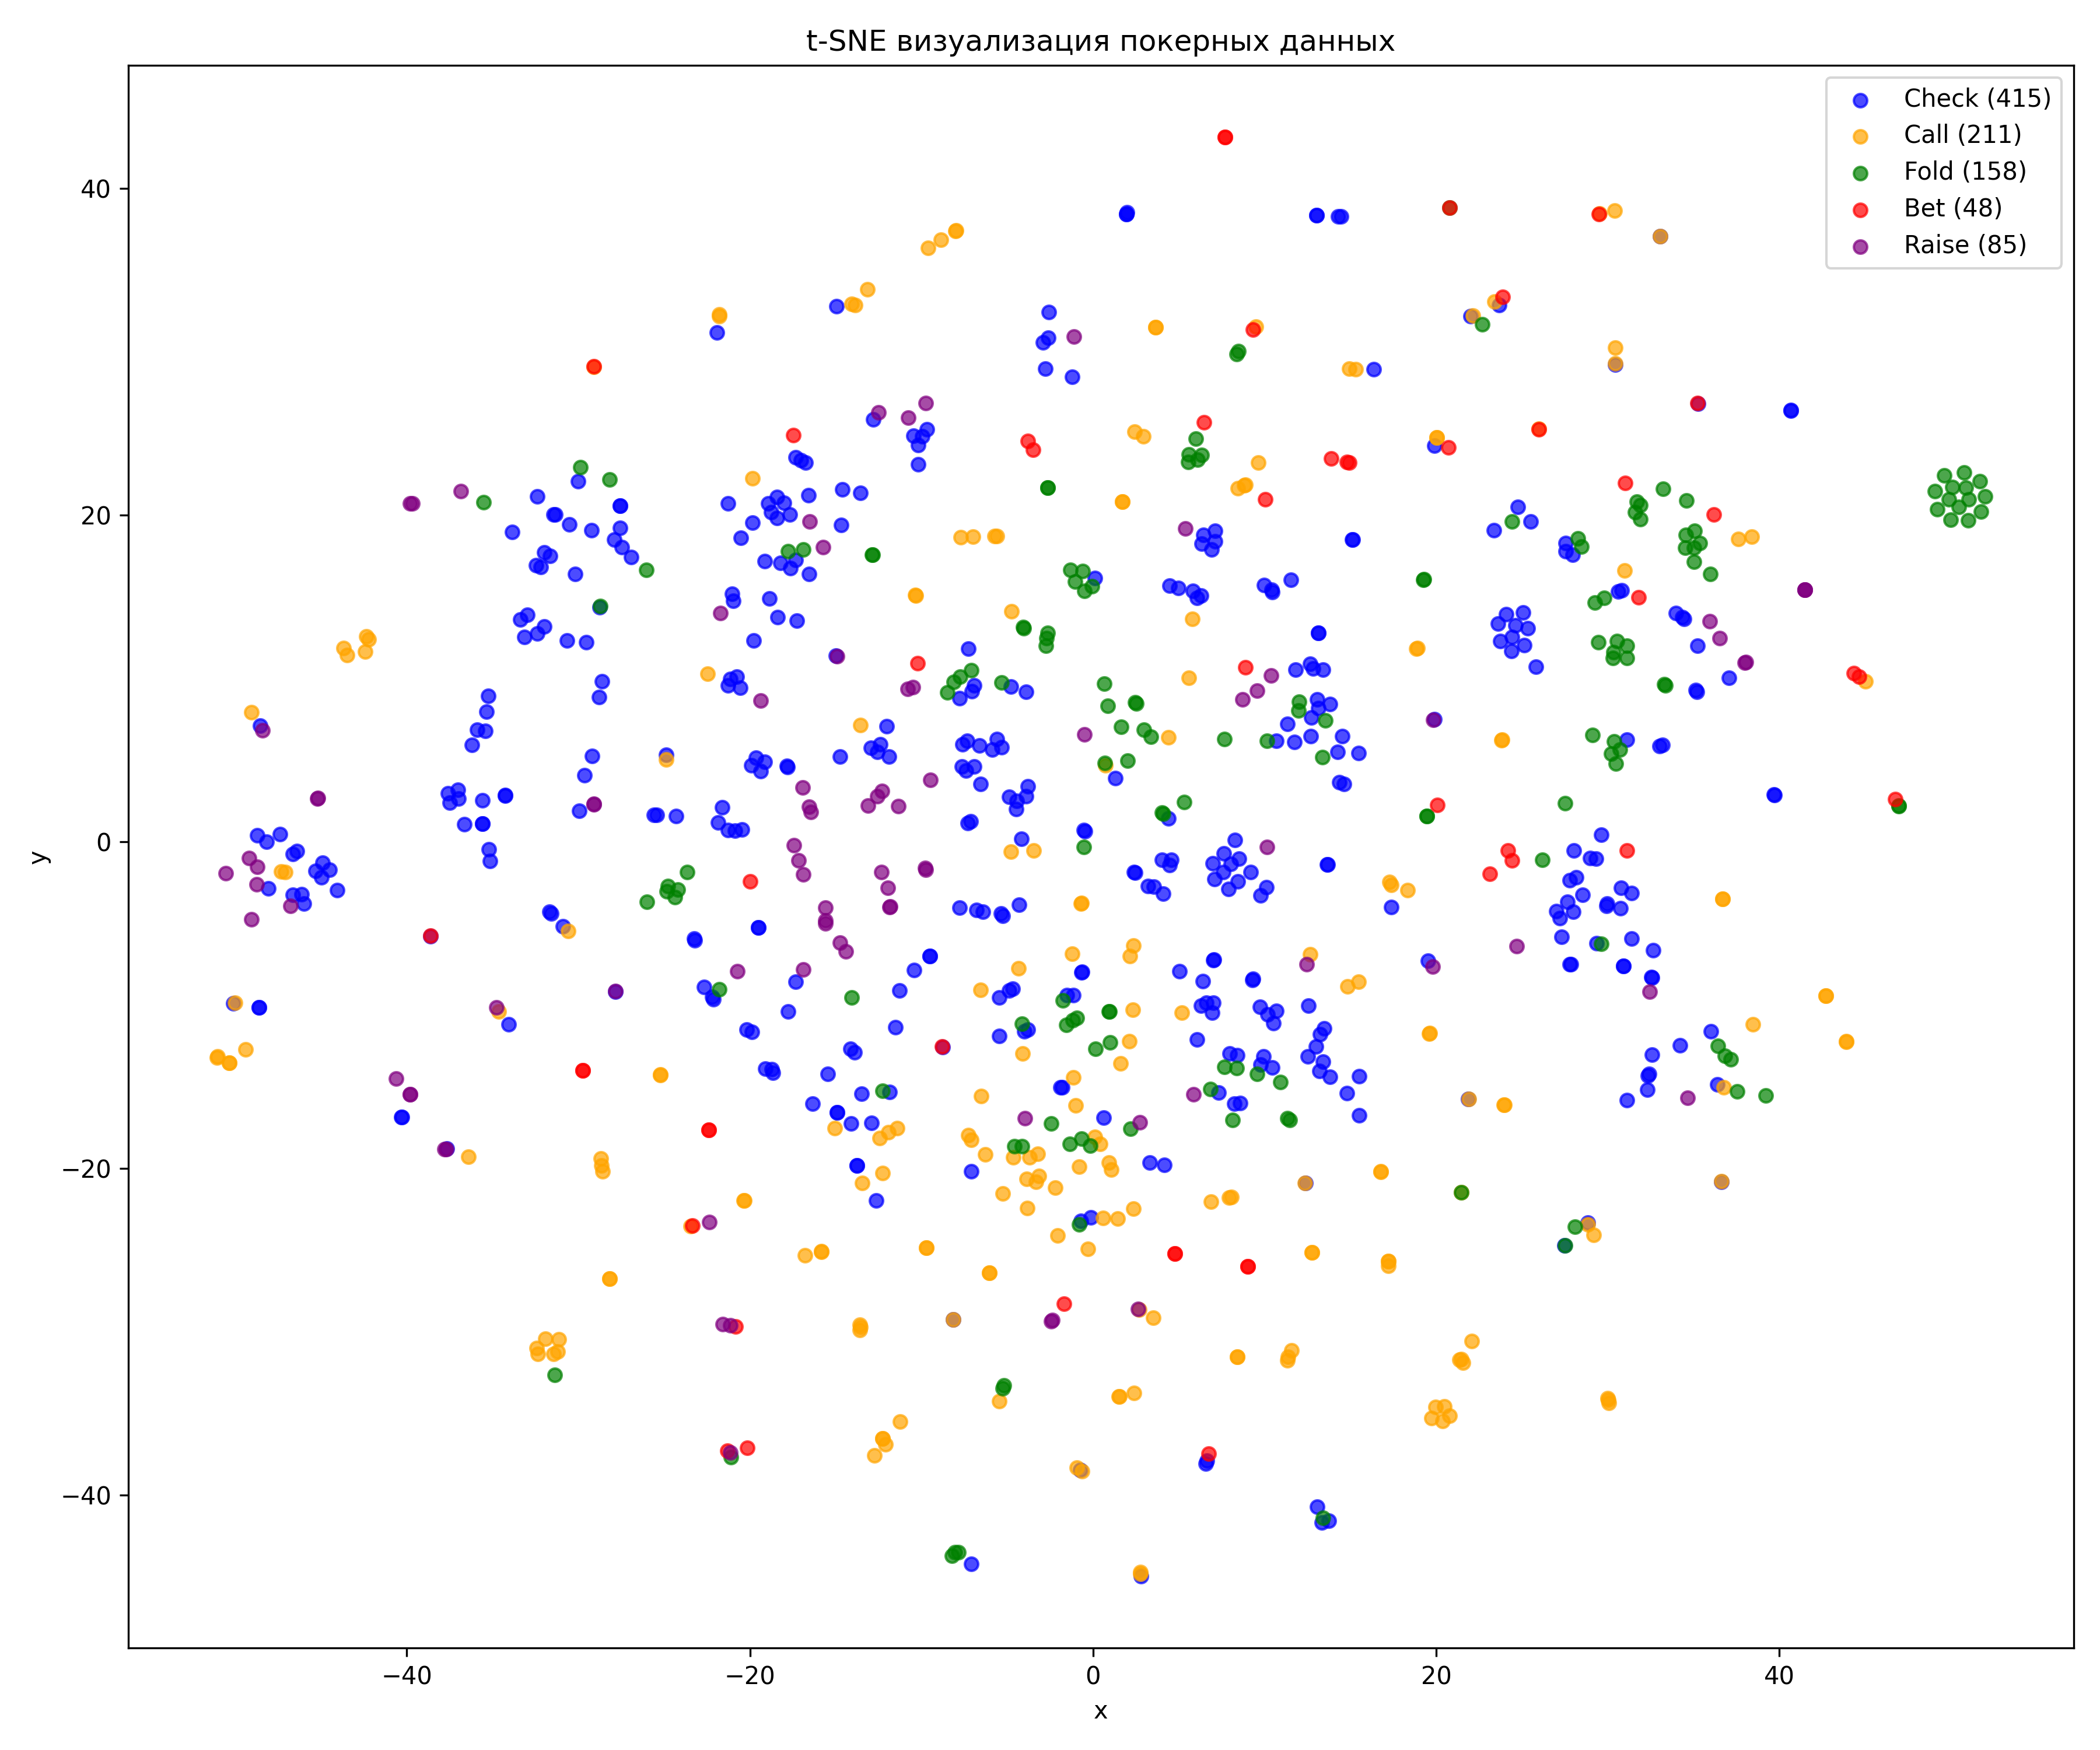 t-SNE визуализация покерных данных
Check (415)
Call (211)
Fold (158)
Bet (48)
Raise (85)
40
20
0
−20
−40
y
−40
−20
0
20
40
x